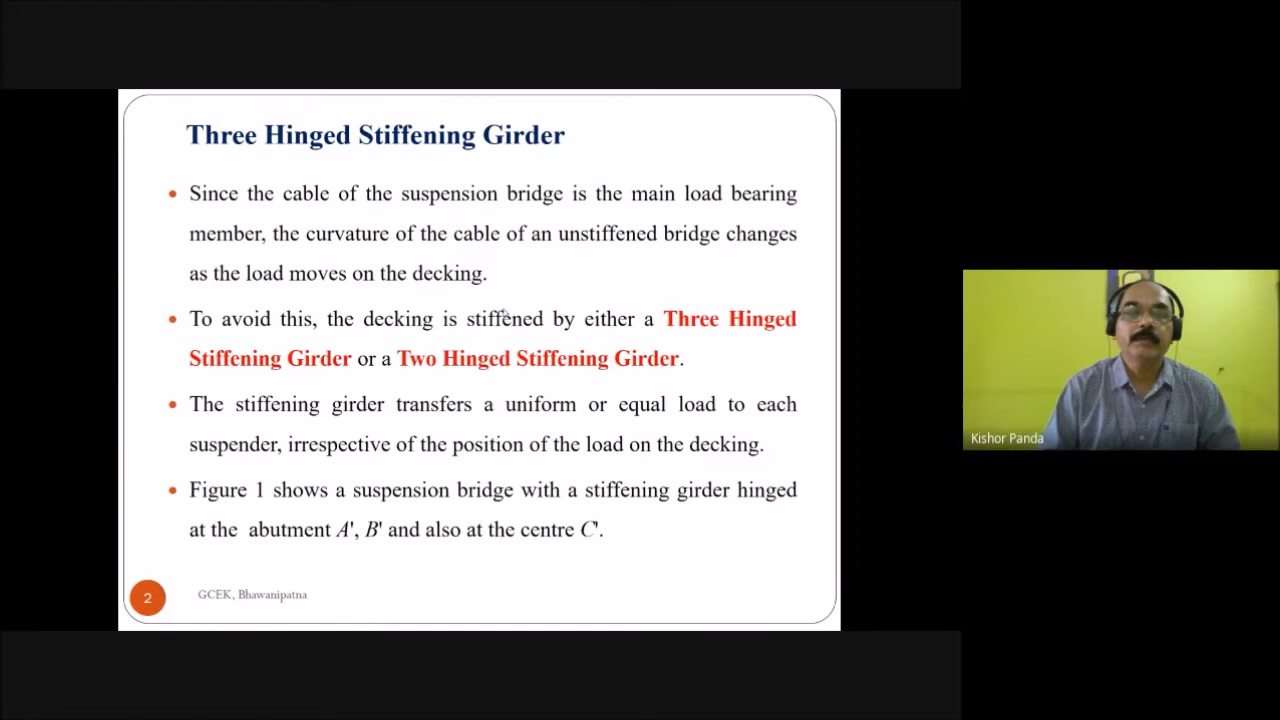 Three Hinged Stiffening Girder
• Since the cable of the suspension bridge is the main load bearing
member, the curvature of the cable of an unstiffened bridge changes
as the load moves on the decking.
• To avoid this, the decking is stiffened by either a Three Hinged
Stiffening Girder or a Two Hinged Stiffening Girder.
• The stiffening girder transfers a uniform or equal load to each
suspender, irrespective of the position of the load on the decking.
• Figure 1 shows a suspension bridge with a stiffening girder hinged
at the abutment A', B' and also at the centre C'.
2
GCEK, Bhawanipatna
Kishor Panda